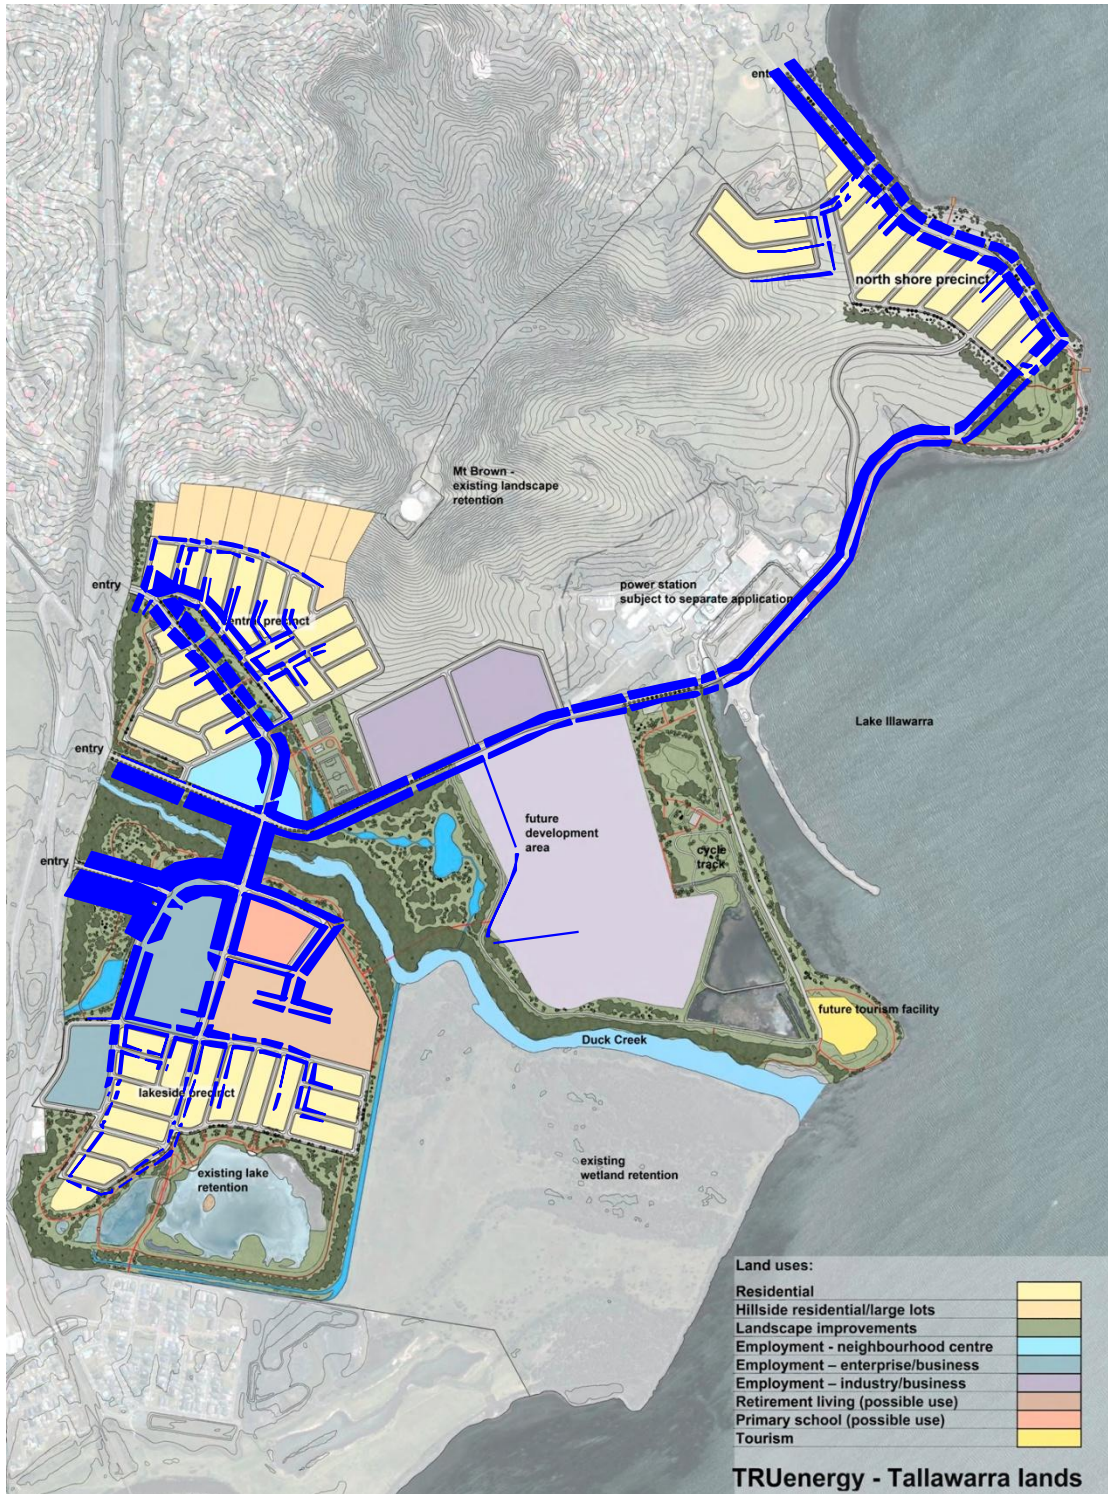 ent
north shore precinct
Mt Brown -
existing landscape
retention
entry
power station
subject to separate application
entral precinct
Lake Illawarra
entry
future
development
area
cycle
track
entry
future tourism facility
Duck Creek
lakeside precinct
existing
wetland retention
existing lake
retention
Land uses:
Residential
Hillside residential/large lots
Landscape improvements
Employment - neighbourhood centre
Employment – enterprise/business
Employment – industry/business
Retirement living (possible use)
Primary school (possible use)
Tourism
TRUenergy - Tallawarra lands